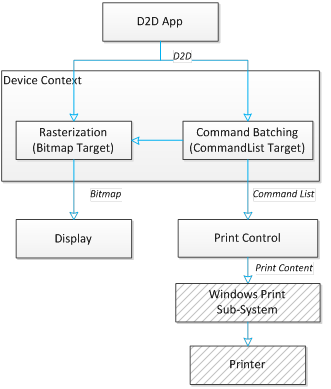 D2D App
D2D
Device Context
Rasterization
(Bitmap Target)
Command Batching
(CommandList Target)
Bitmap
Command List
Display
Print Control
Print Content
Windows Print
Sub-System
Printer